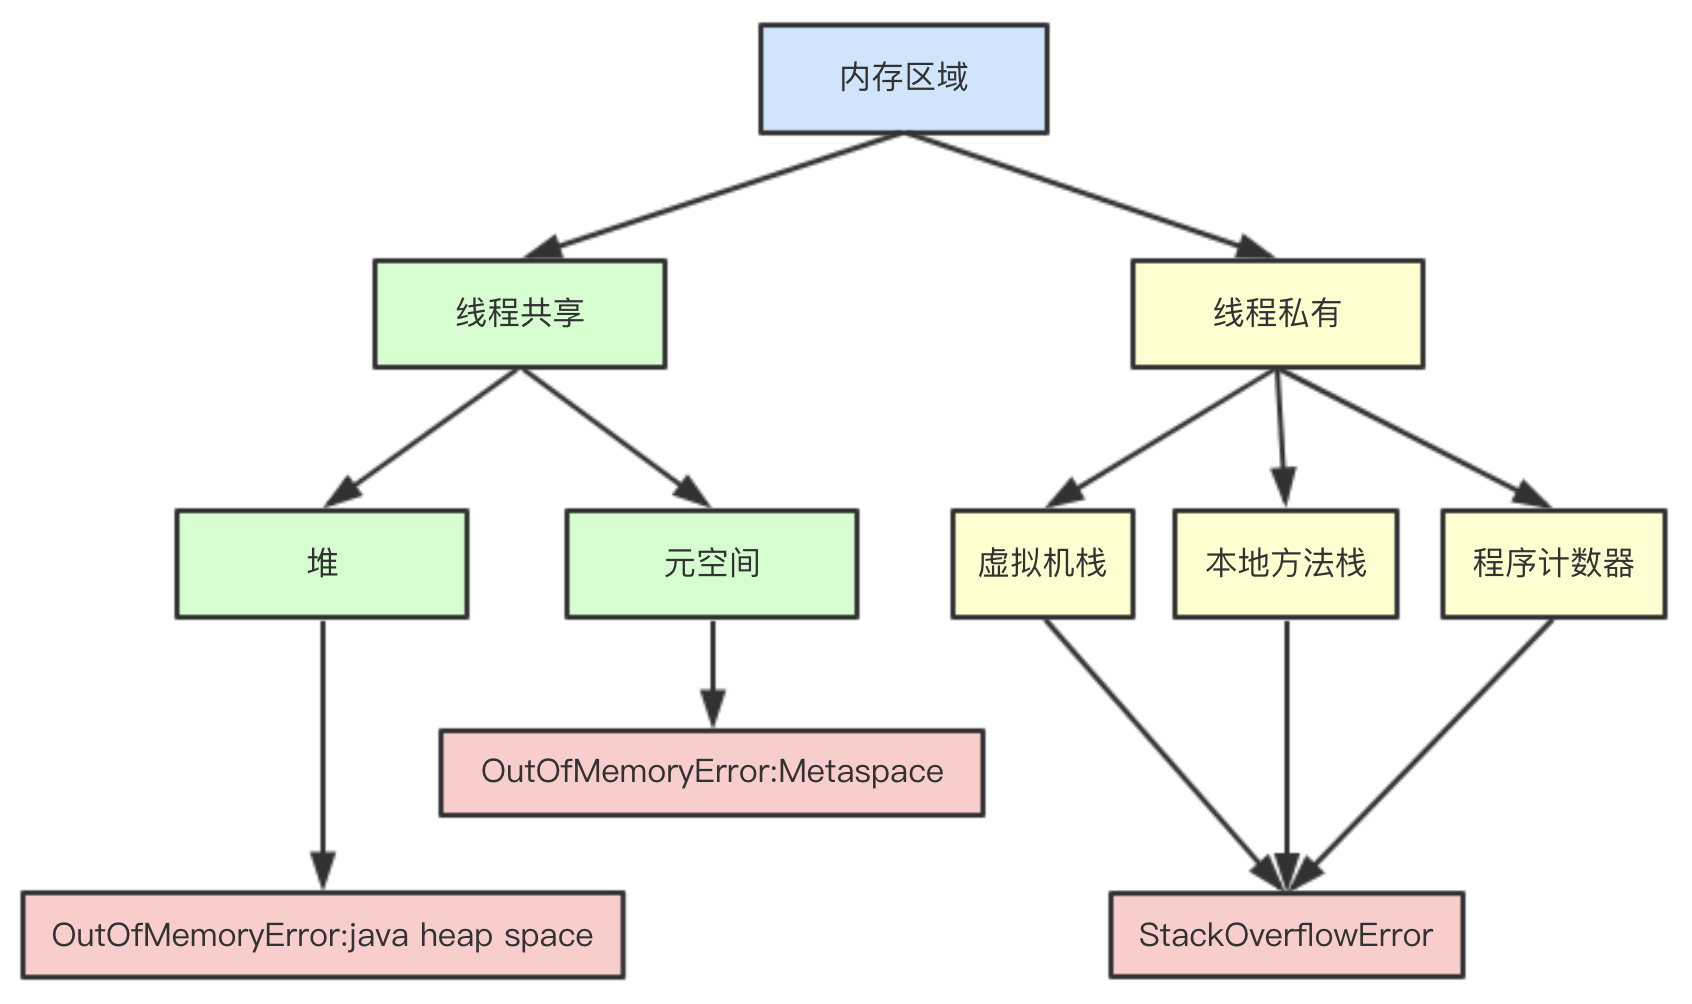 内存区域
线程共享
线程私有
堆
元空间
虚拟机栈
本地方法栈
程序计数器
OutOfMemoryError:Metaspace
OutOfMemoryError:java heap space
StackOverflowError